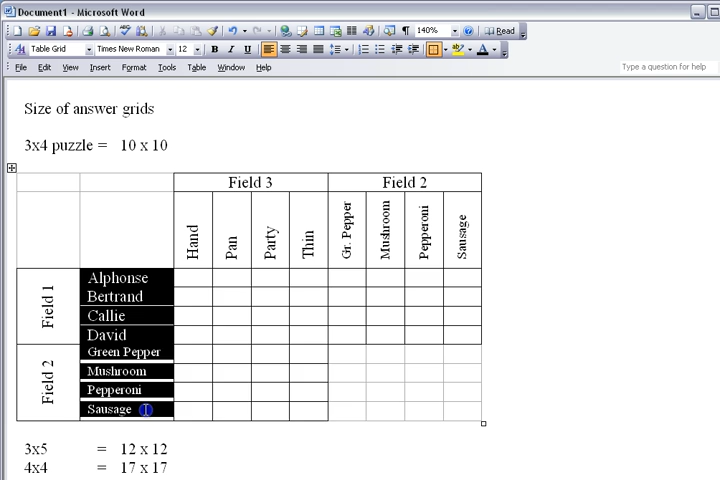 Document1 - Microsoft Word
140% Read
Table Grid Times New Roman 12 B I U A
File Edit View Insert Format Tools Table Window Help Type a question for help
Size of answer grids
3x4 puzzle = 10 x 10
Field 3 Field 2
Hand Pan Party Thin Gr. Pepper Mushroom Pepperoni Sausage
Field 1
Alphonse
Bertrand
Callie
David
Field 2
Green Pepper
Mushroom
Pepperoni
Sausage
3x5 = 12 x 12
4x4 = 17 x 17